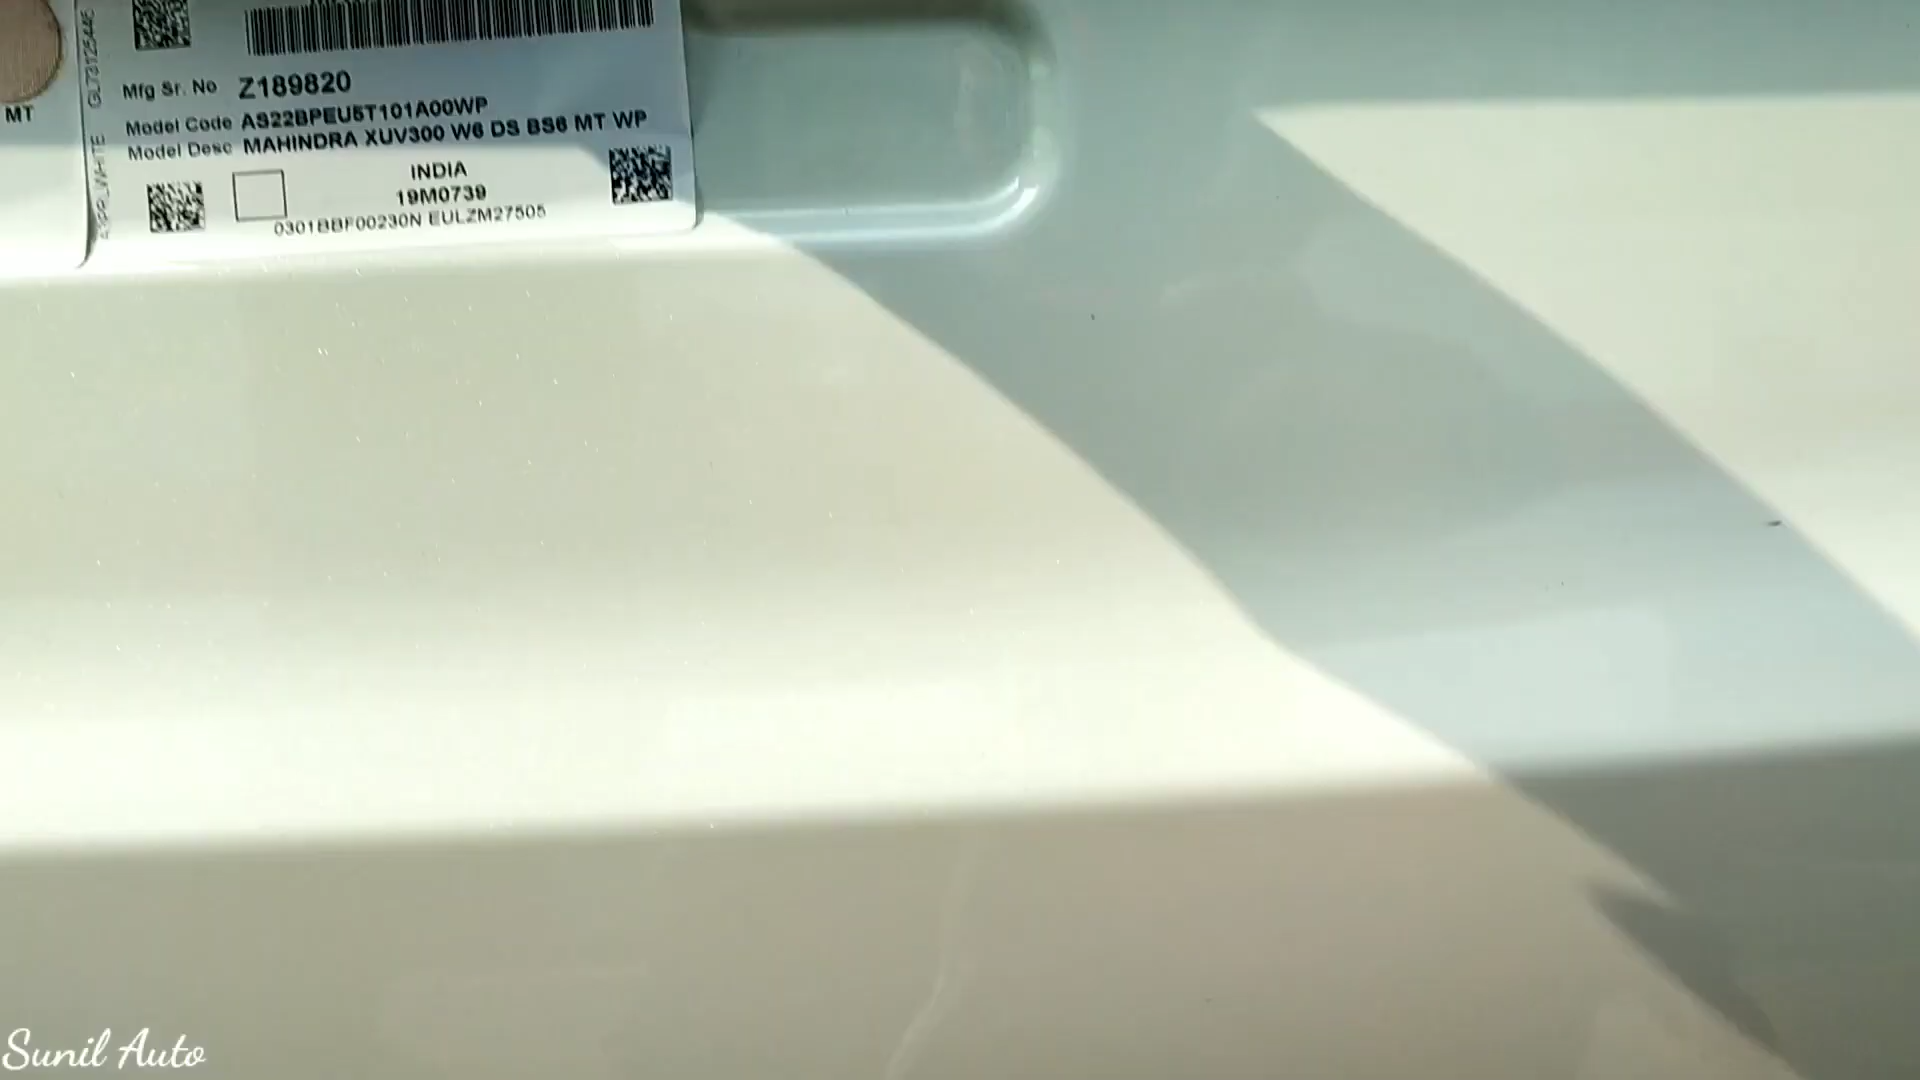 MT
GL73125446
Mfg Sr. No Z189820
Model Code AS22BPEU5T101A00WP
Model Desc MAHINDRA XUV300 W6 DS BS6 MT WP
INDIA
19M0739
0301BBF00230N EULZM27505
Sunil Auto